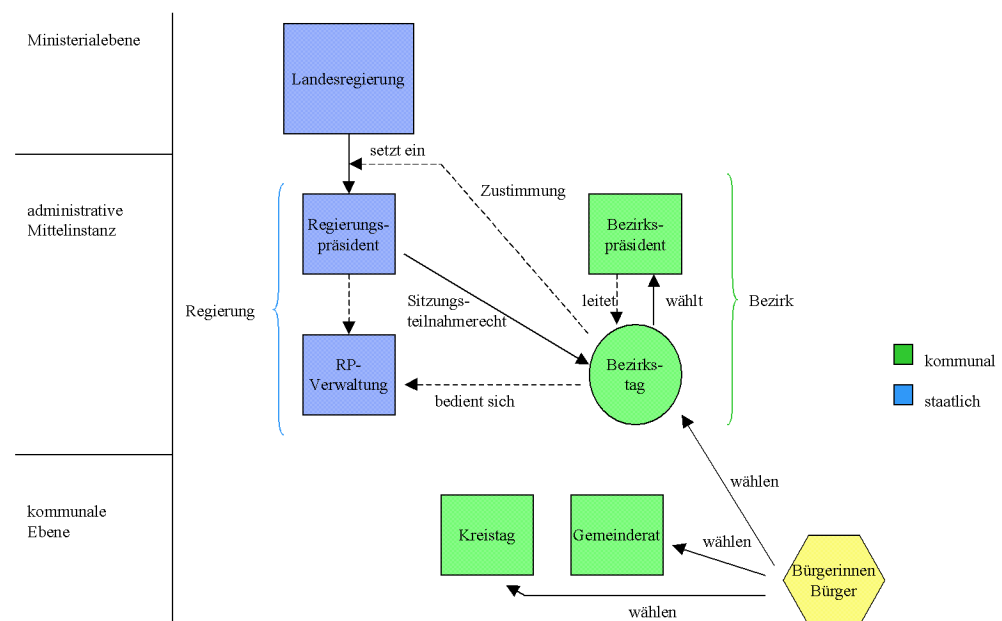 Ministerialebene
Landesregierung
setzt ein
Zustimmung
administrative
Mittelinstanz
Regierungs-
präsident
Bezirks-
präsident
Regierung
Sitzungs-
teilnahmerecht
leitet
wählt
Bezirk
RP-
Verwaltung
bedient sich
Bezirks-
tag
kommunal
staatlich
wählen
kommunale
Ebene
Kreistag
Gemeinderat
wählen
Bürgerinnen
Bürger
wählen